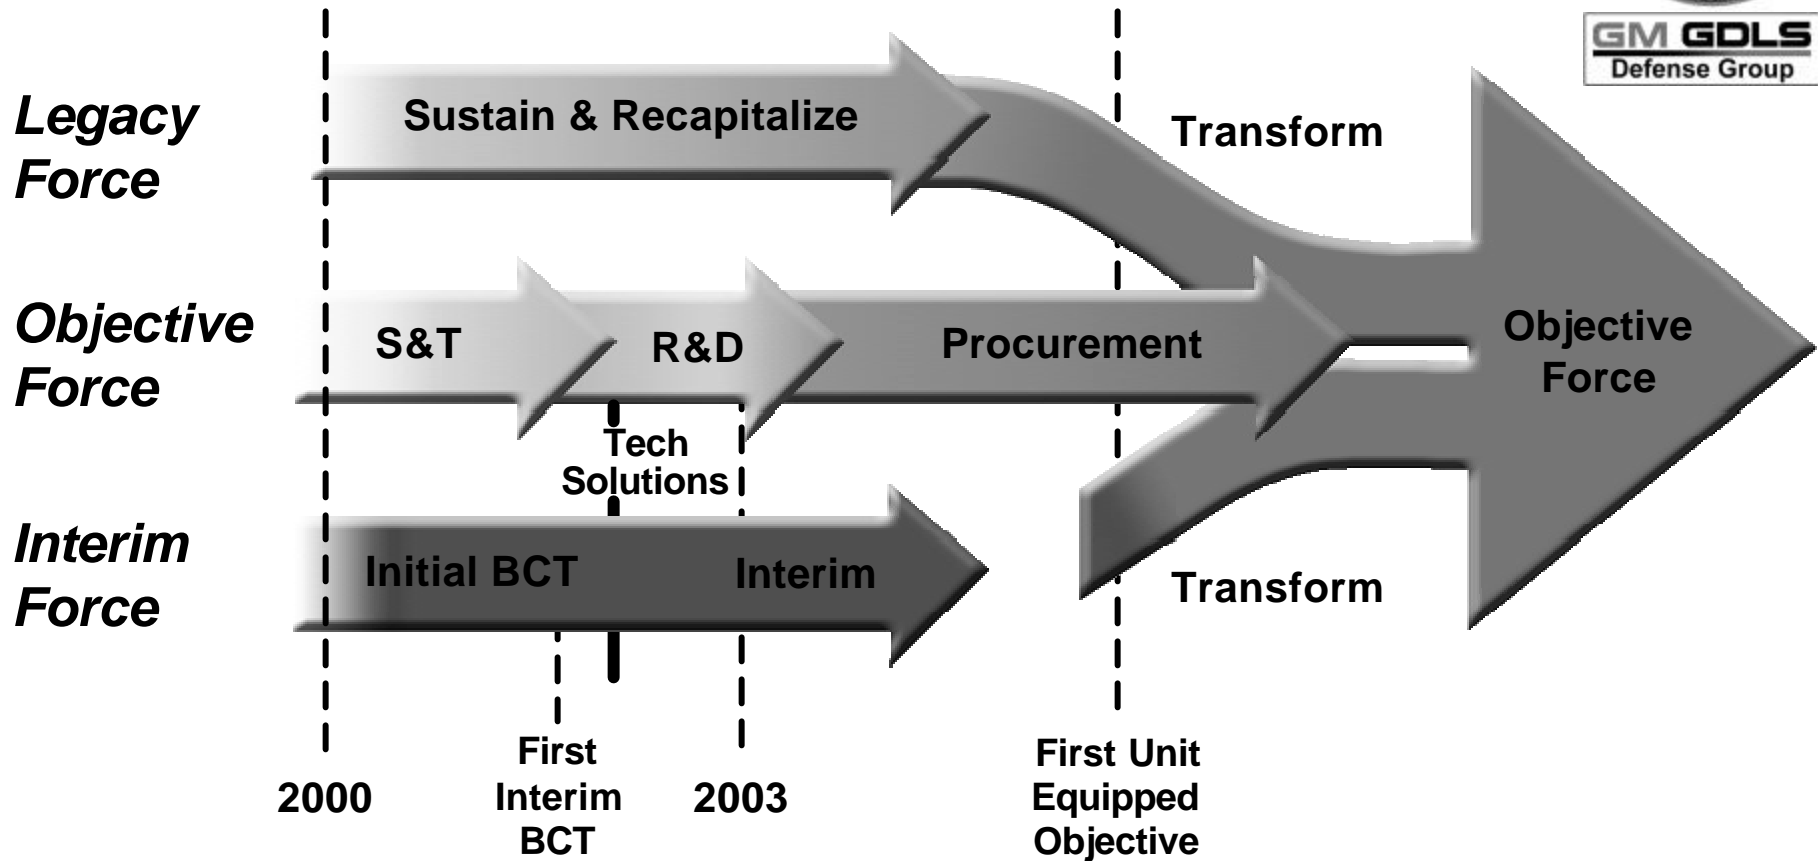 GM GDLS
Defense Group
Legacy
Force
Sustain & Recapitalize
Transform
Objective
Force
S&T
R&D
Procurement
Objective
Force
Tech
Solutions
Interim
Force
Initial BCT
Interim
Transform
2000
First
Interim
BCT
2003
First Unit
Equipped
Objective